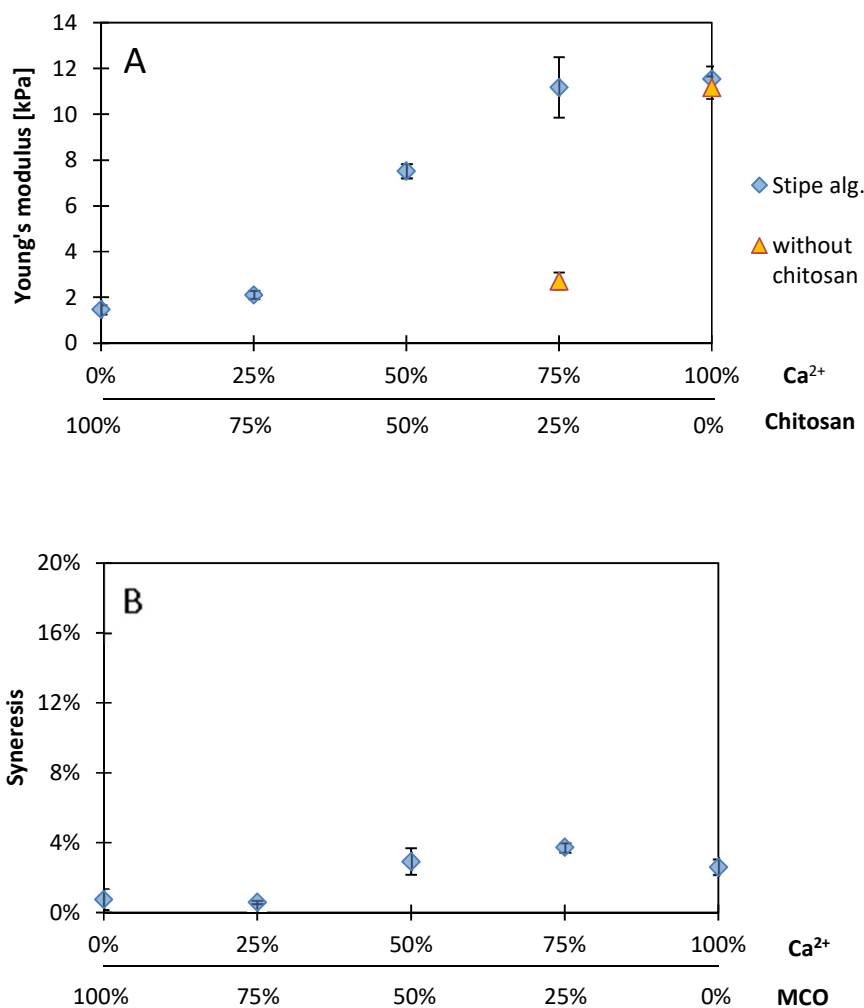 A
Young's modulus [kPa]
14
12
10
8
6
4
2
0
0% 25% 50% 75% 100% Ca²⁺
100% 75% 50% 25% 0% Chitosan
Stipe alg.
without
chitosan
B
Syneresis
20%
16%
12%
8%
4%
0%
0% 25% 50% 75% 100% Ca²⁺
100% 75% 50% 25% 0% MCO